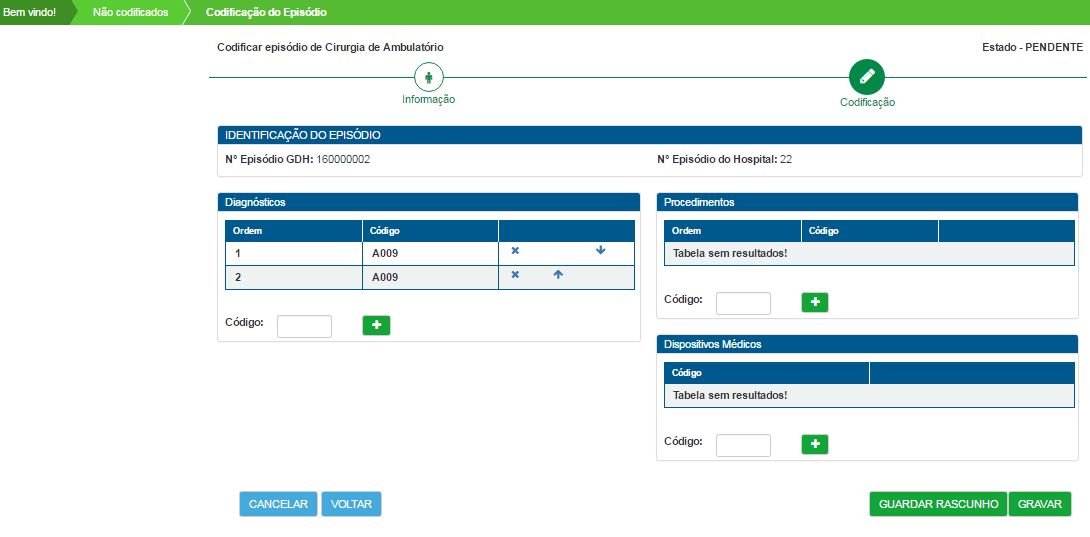 Bem vindo! Não codificados Codificação do Episódio
Codificar episódio de Cirurgia de Ambulatório Estado - PENDENTE
Informação Codificação
IDENTIFICAÇÃO DO EPISÓDIO
Nº Episódio GDH: 160000002 Nº Episódio do Hospital: 22
Diagnósticos
Ordem Código
1 A009
2 A009
Código:
Procedimentos
Ordem Código
Tabela sem resultados!
Código:
Dispositivos Médicos
Código
Tabela sem resultados!
Código:
CANCELAR VOLTAR GUARDAR RASCUNHO GRAVAR